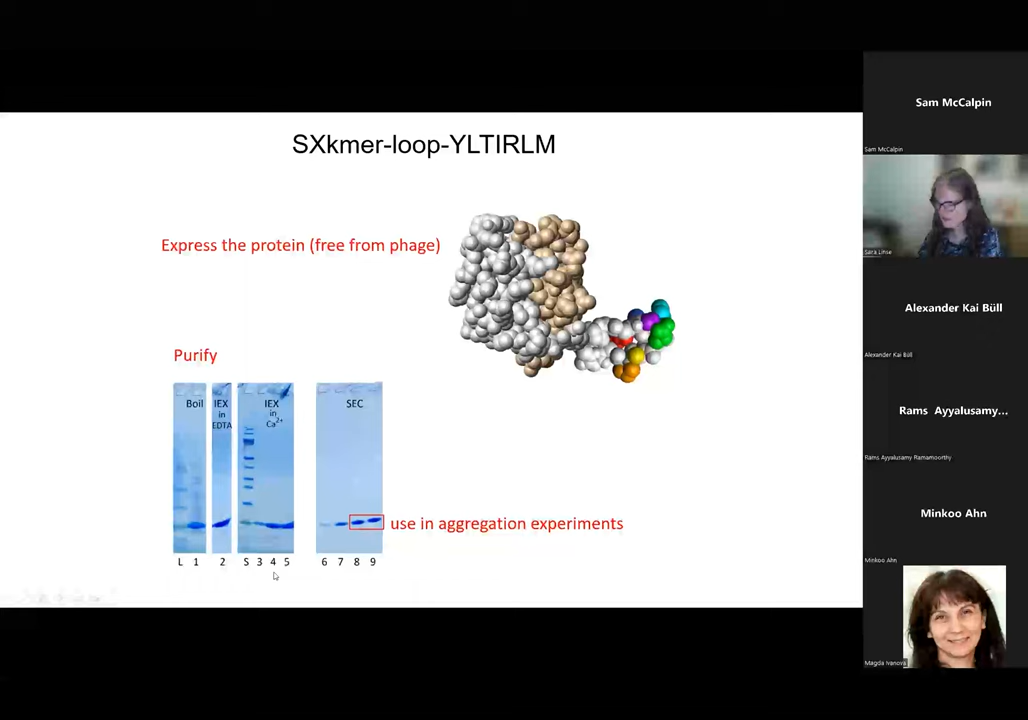 SXkmer-loop-YLTIRLM
Express the protein (free from phage)
Purify
Boil
IEX
in
EDTA
IEX
in
Ca2+
SEC
use in aggregation experiments
L 1 2 S 3 4 5 6 7 8 9
Sam McCalpin
Sam McCalpin
Sara Linse
Alexander Kai Büll
Alexander Kai Büll
Rams Ayyalusamy...
Rams Ayyalusamy Ramamoorthy
Minkoo Ahn
Minkoo Ahn
Magda Ivanova